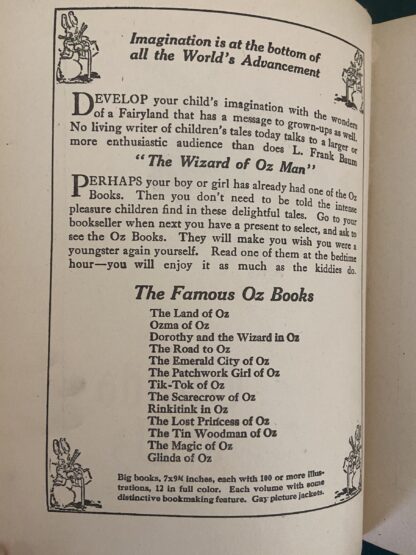 Imagination is at the bottom of
all the World's Advancement
DEVELOP your child's imagination with the wonders
of a Fairyland that has a message to grown-ups as well.
No living writer of children's tales today talks to a larger or
more enthusiastic audience than does L. Frank Baum
"The Wizard of Oz Man"
PERHAPS your boy or girl has already had one of the Oz
Books. Then you don't need to be told the intense
pleasure children find in these delightful tales. Go to your
bookseller when next you have a present to select, and ask to
see the Oz Books. They will make you wish you were a
youngster again yourself. Read one of them at the bedtime
hour—you will enjoy it as much as the kiddies do.
The Famous Oz Books
The Land of Oz
Ozma of Oz
Dorothy and the Wizard in Oz
The Road to Oz
The Emerald City of Oz
The Patchwork Girl of Oz
Tik-Tok of Oz
The Scarecrow of Oz
Rinkitink in Oz
The Lost Princess of Oz
The Tin Woodman of Oz
The Magic of Oz
Glinda of Oz
Big books, 7x9¼ inches, each with 100 or more illus-
trations, 12 in full color. Each volume with some
distinctive bookmaking feature. Gay picture jackets.